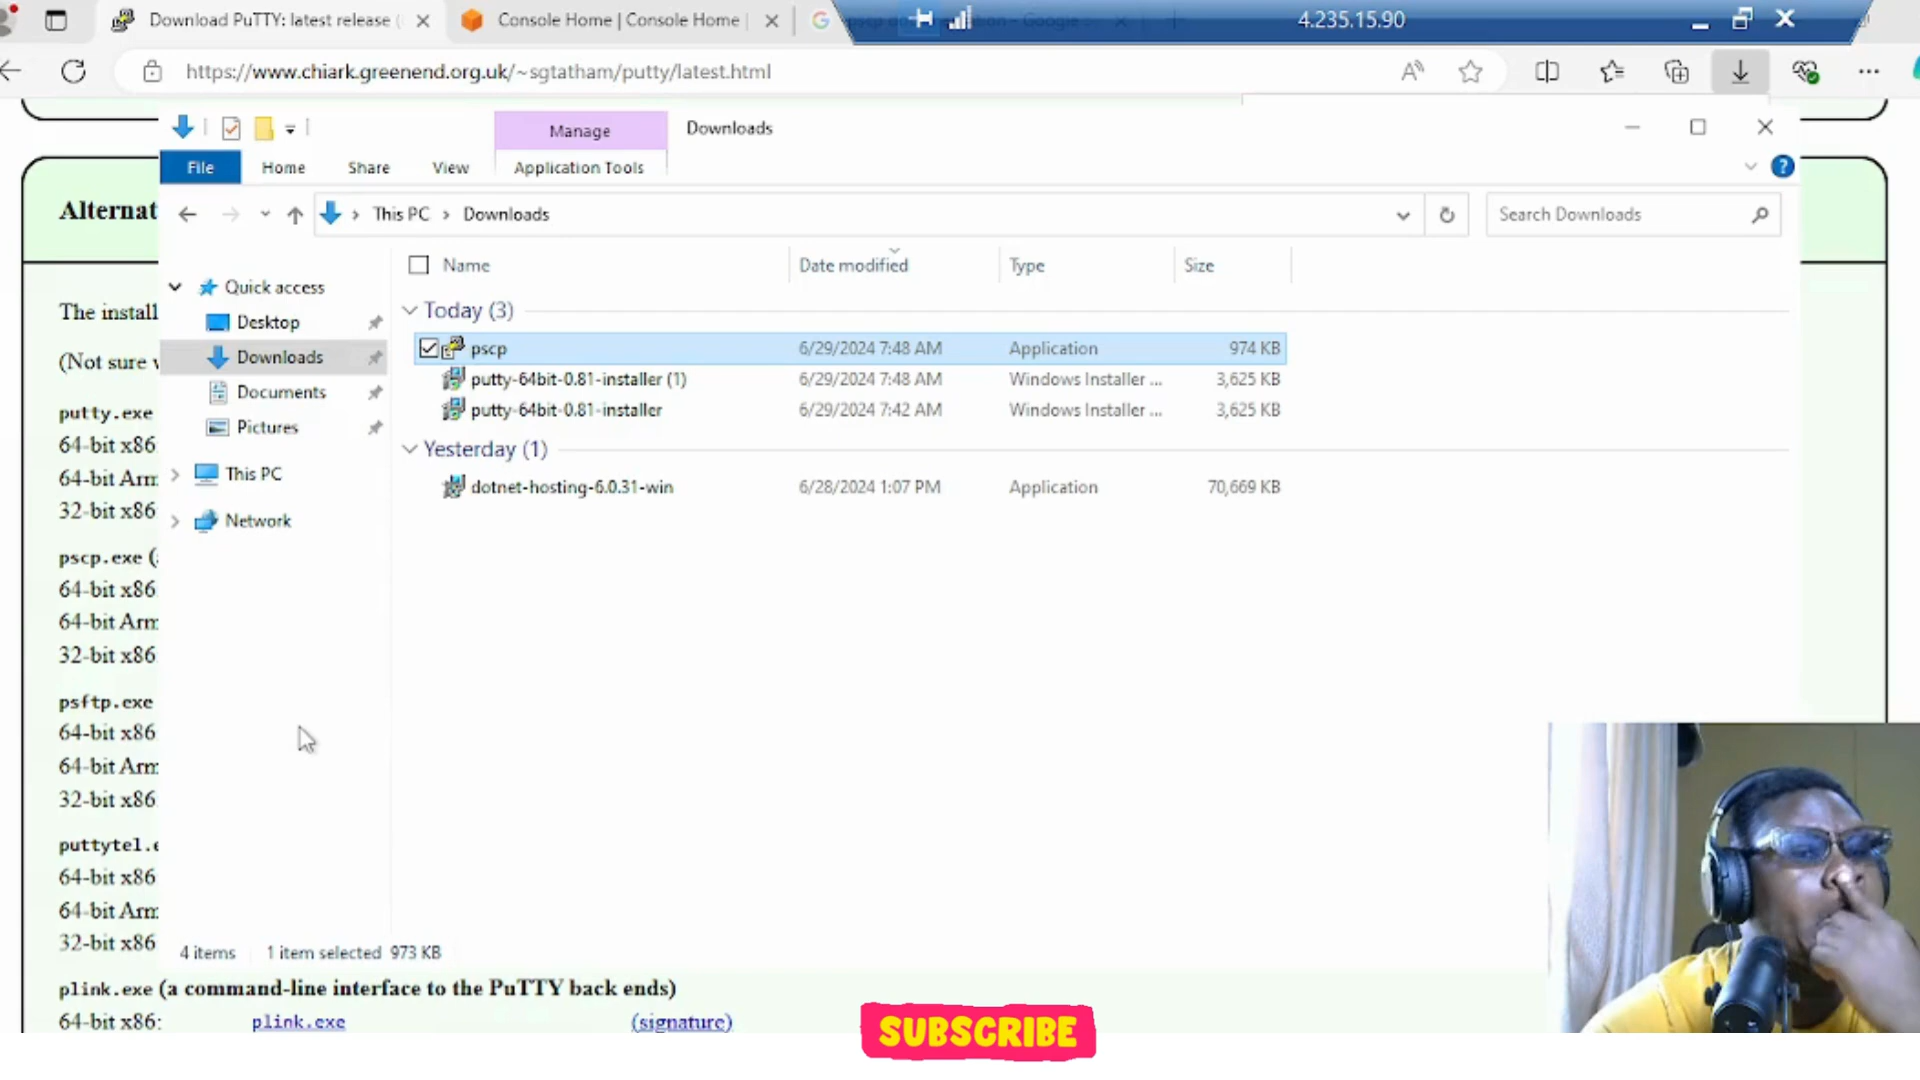 Download PuTTY: latest release (
Console Home | Console Home
4.235.15.90
https://www.chiark.greenend.org.uk/~sgtatham/putty/latest.html
Manage
Downloads
File
Home
Share
View
Application Tools
Alternat
This PC
Downloads
Search Downloads
Name
Date modified
Type
Size
Quick access
Desktop
Downloads
Documents
Pictures
This PC
Network
Today (3)
pscp 6/29/2024 7:48 AM Application 974 KB
putty-64bit-0.81-installer (1) 6/29/2024 7:48 AM Windows Installer ... 3,625 KB
putty-64bit-0.81-installer 6/29/2024 7:42 AM Windows Installer ... 3,625 KB
Yesterday (1)
dotnet-hosting-6.0.31-win 6/28/2024 1:07 PM Application 70,669 KB
The install
(Not sure
putty.exe
64-bit x86
64-bit Arm
32-bit x86
pscp.exe (
64-bit x86
64-bit Arm
32-bit x86
psftp.exe
64-bit x86
64-bit Arm
32-bit x86
puttytel.e
64-bit x86
64-bit Arm
32-bit x86
4 items 1 item selected 973 KB
plink.exe (a command-line interface to the PuTTY back ends)
64-bit x86: plink.exe (signature)
SUBSCRIBE